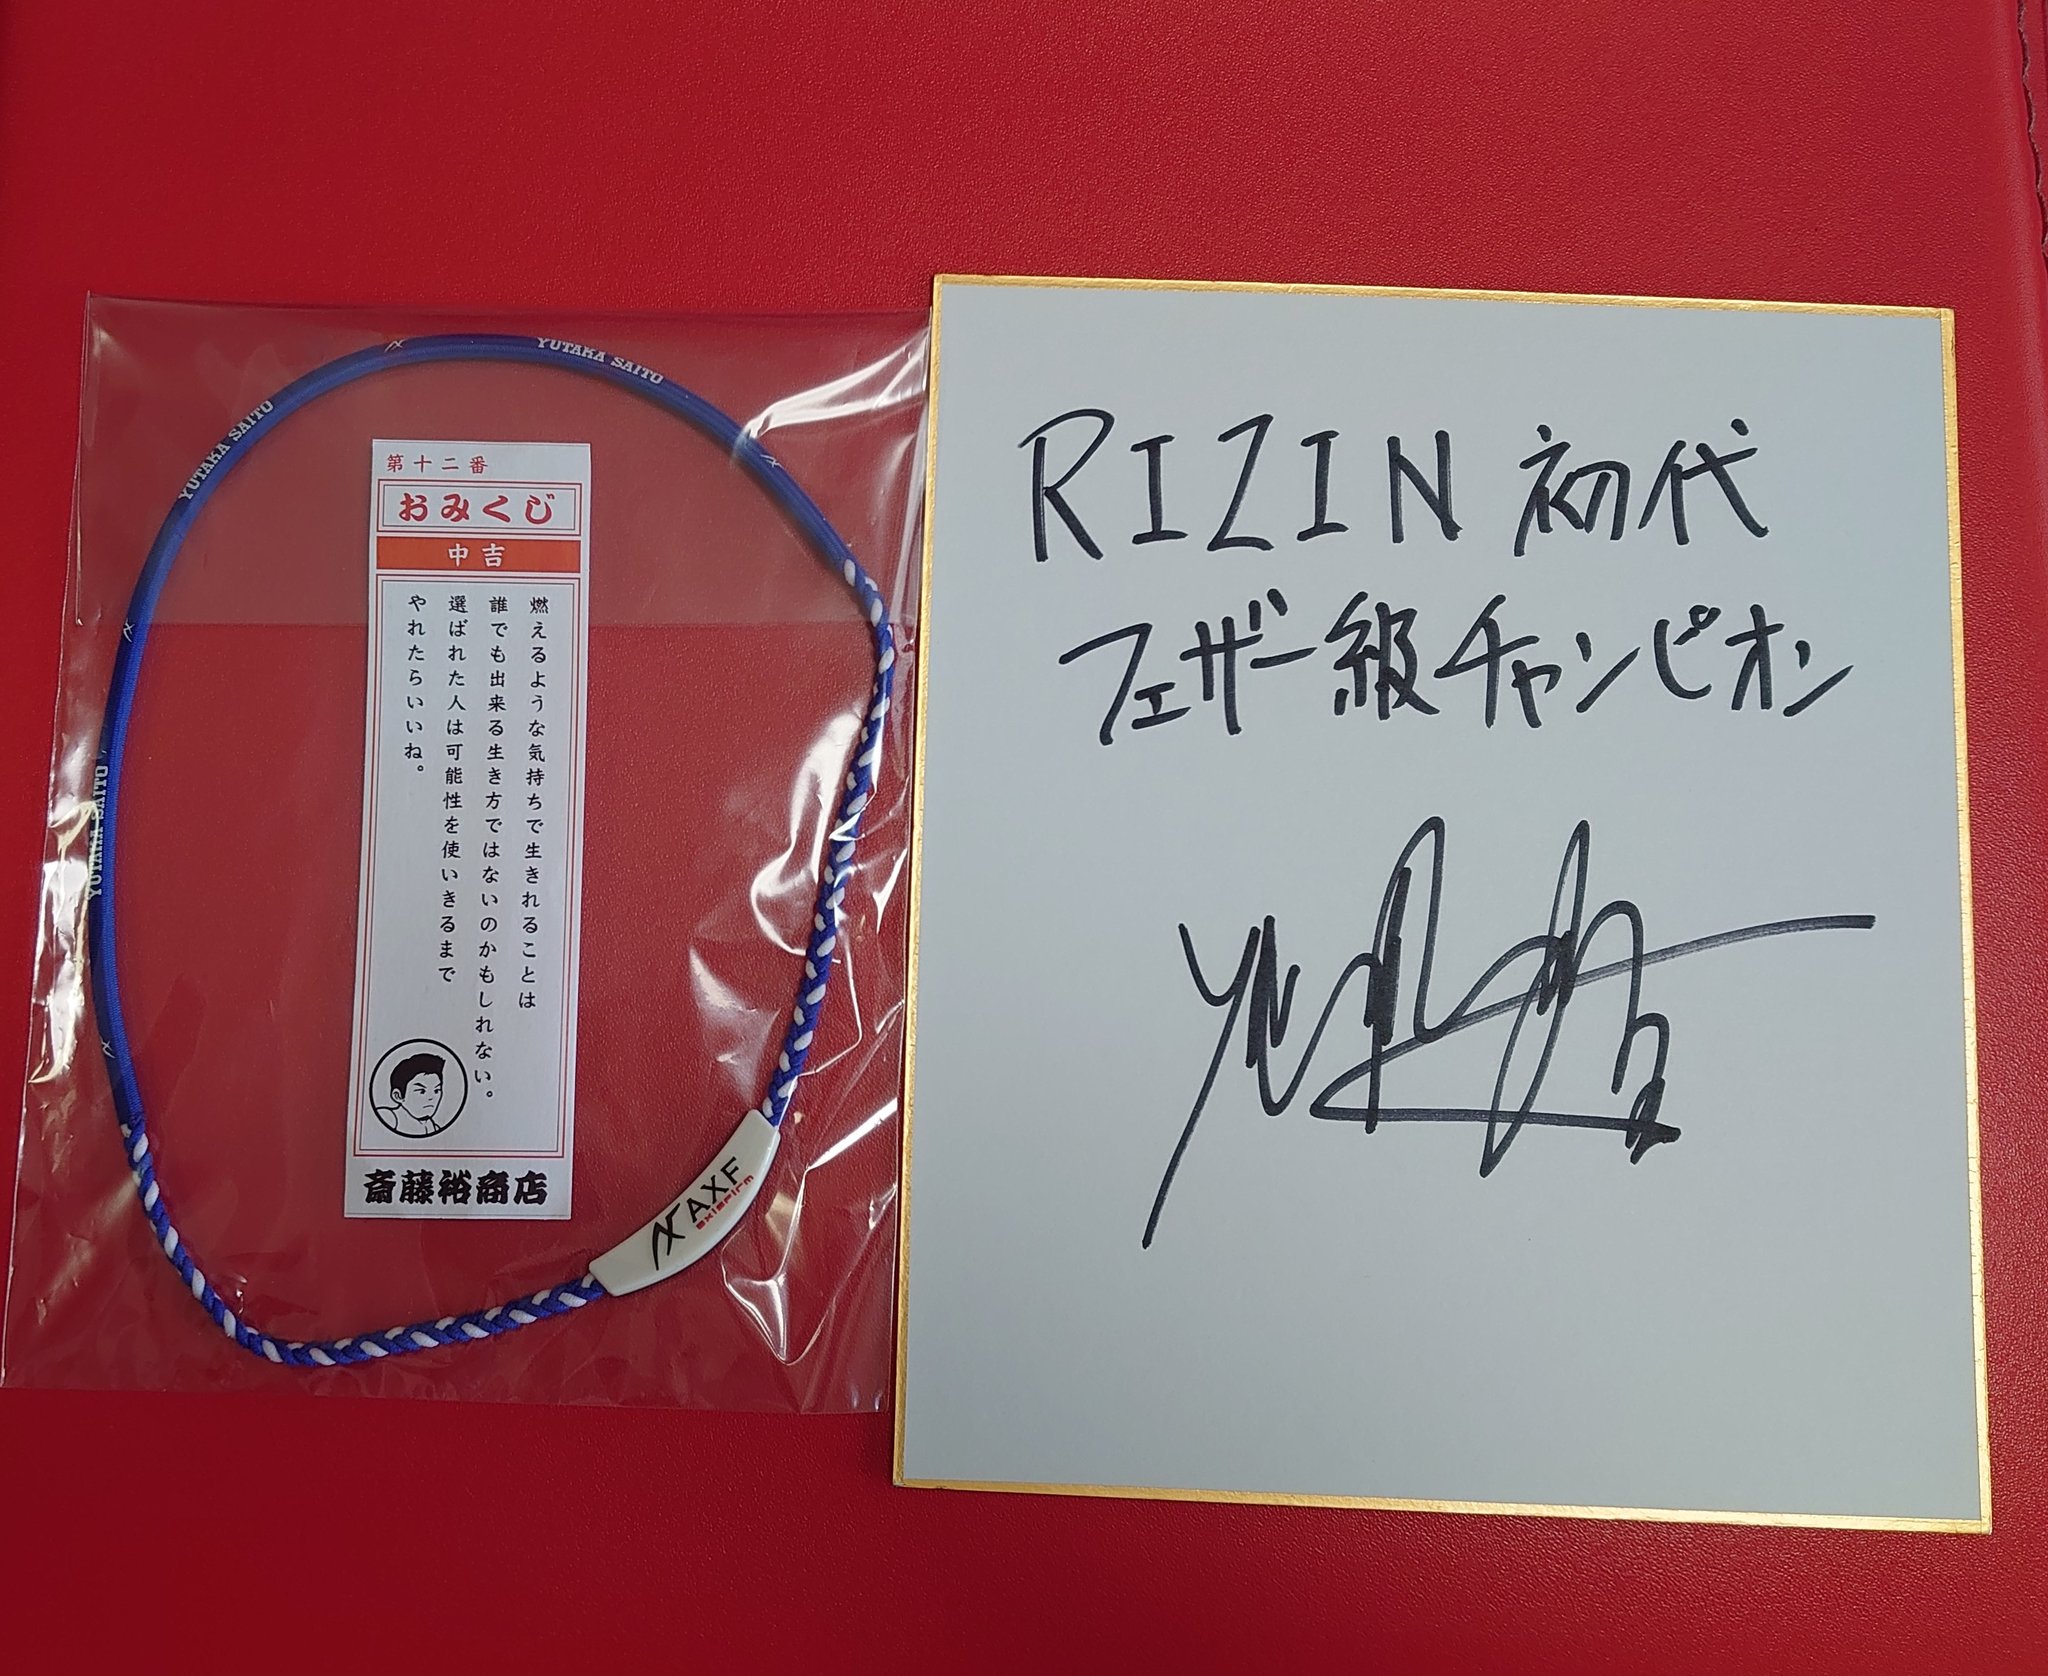 YUTAKA SAITO
YUTAKA SAITO
YUTAKA SAITO
第十二番
おみくじ
中吉
燃えるような気持ちで生きれることは
誰でも出来る生き方ではないのかもしれない。
選ばれた人は可能性を使いきるまで
やれたらいいね。
斎藤裕商店
AXF
axisfire
RIZIN 初代
フェザー級チャンピオン